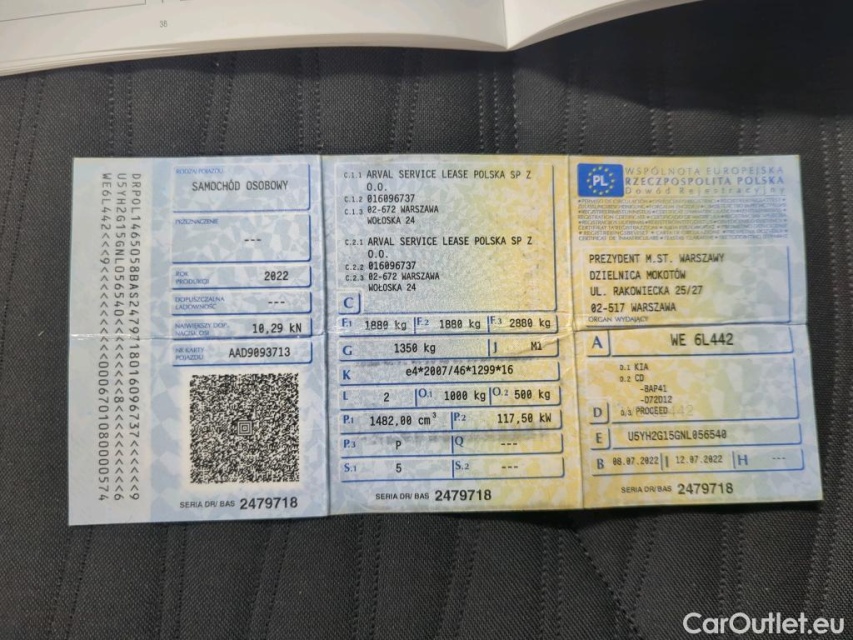 36
DRPOL1465058BAS2479718016096737<<<<<9
U5YH2G15GNL056540<<<<<<<<<8<<<<<<6
WE6L442<<9<<<<<<<<<<0006701080000574
RODZAJ POJAZDU
SAMOCHÓD OSOBOWY
PRZEZNACZENIE
---
ROK PRODUKCJI
2022
DOPUSZCZALNA ŁADOWNOŚĆ
---
NAJWIĘKSZY DOP. NACISK OSI
10,29 kN
NR KARTY POJAZDU
AAD9093713
SERIA DR/BAS 2479718
C.1.1 ARVAL SERVICE LEASE POLSKA SP Z
O.O.
C.1.2 016096737
C.1.3 02-672 WARSZAWA
WOŁOSKA 24
C.2.1 ARVAL SERVICE LEASE POLSKA SP Z
O.O.
C.2.2 016096737
C.2.3 02-672 WARSZAWA
WOŁOSKA 24
C
F.1 1880 kg F.2 1880 kg F.3 2880 kg
G 1350 kg J M1
K e4*2007/46*1299*16
L 2 O.1 1000 kg O.2 500 kg
P.1 1482,00 cm³ P.2 117,50 kW
P.3 P Q ---
S.1 5 S.2 ---
SERIA DR/BAS 2479718
PL
WSPÓLNOTA EUROPEJSKA
RZECZPOSPOLITA POLSKA
Dowód Rejestracyjny
PREZYDENT M.ST. WARSZAWY
DZIELNICA MOKOTÓW
UL. RAKOWIECKA 25/27
02-517 WARSZAWA
ORGAN WYDAJĄCY
A WE 6L442
D.1 KIA
D.2 CD
-BAP41
-D72D12
D D.3 PROCEED
E U5YH2G15GNL056540
B 08.07.2022 I 12.07.2022 H ---
SERIA DR/BAS 2479718
CarOutlet.eu